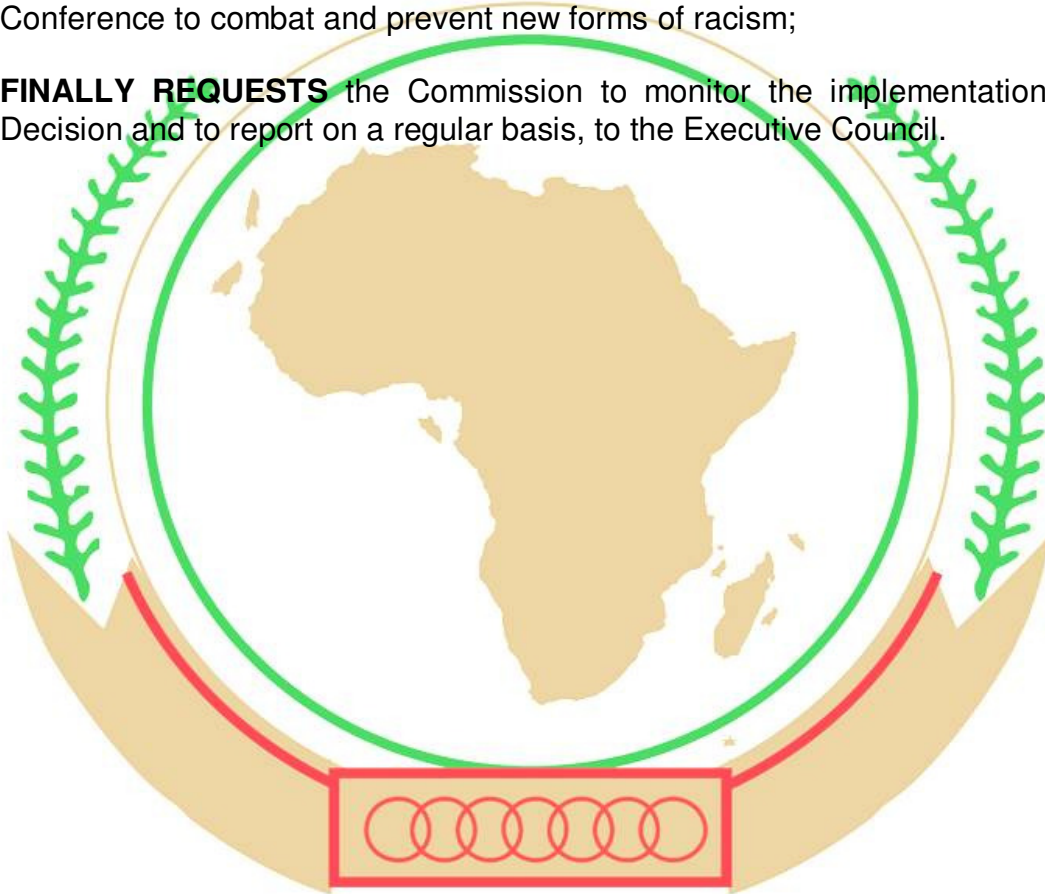 Conference to combat and prevent new forms of racism;
FINALLY REQUESTS the Commission to monitor the implementation
Decision and to report on a regular basis, to the Executive Council.